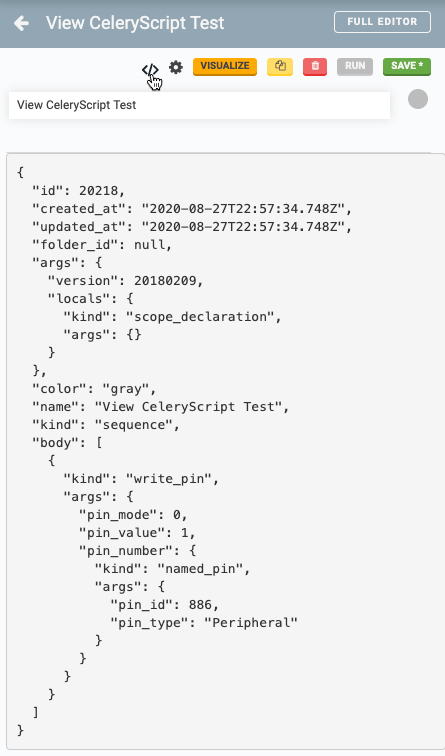 View CeleryScript Test
FULL EDITOR
</>
VISUALIZE
RUN
SAVE *
View CeleryScript Test
{
  "id": 20218,
  "created_at": "2020-08-27T22:57:34.748Z",
  "updated_at": "2020-08-27T22:57:34.748Z",
  "folder_id": null,
  "args": {
    "version": 20180209,
    "locals": {
      "kind": "scope_declaration",
      "args": {}
    }
  },
  "color": "gray",
  "name": "View CeleryScript Test",
  "kind": "sequence",
  "body": [
    {
      "kind": "write_pin",
      "args": {
        "pin_mode": 0,
        "pin_value": 1,
        "pin_number": {
          "kind": "named_pin",
          "args": {
            "pin_id": 886,
            "pin_type": "Peripheral"
          }
        }
      }
    }
  ]
}